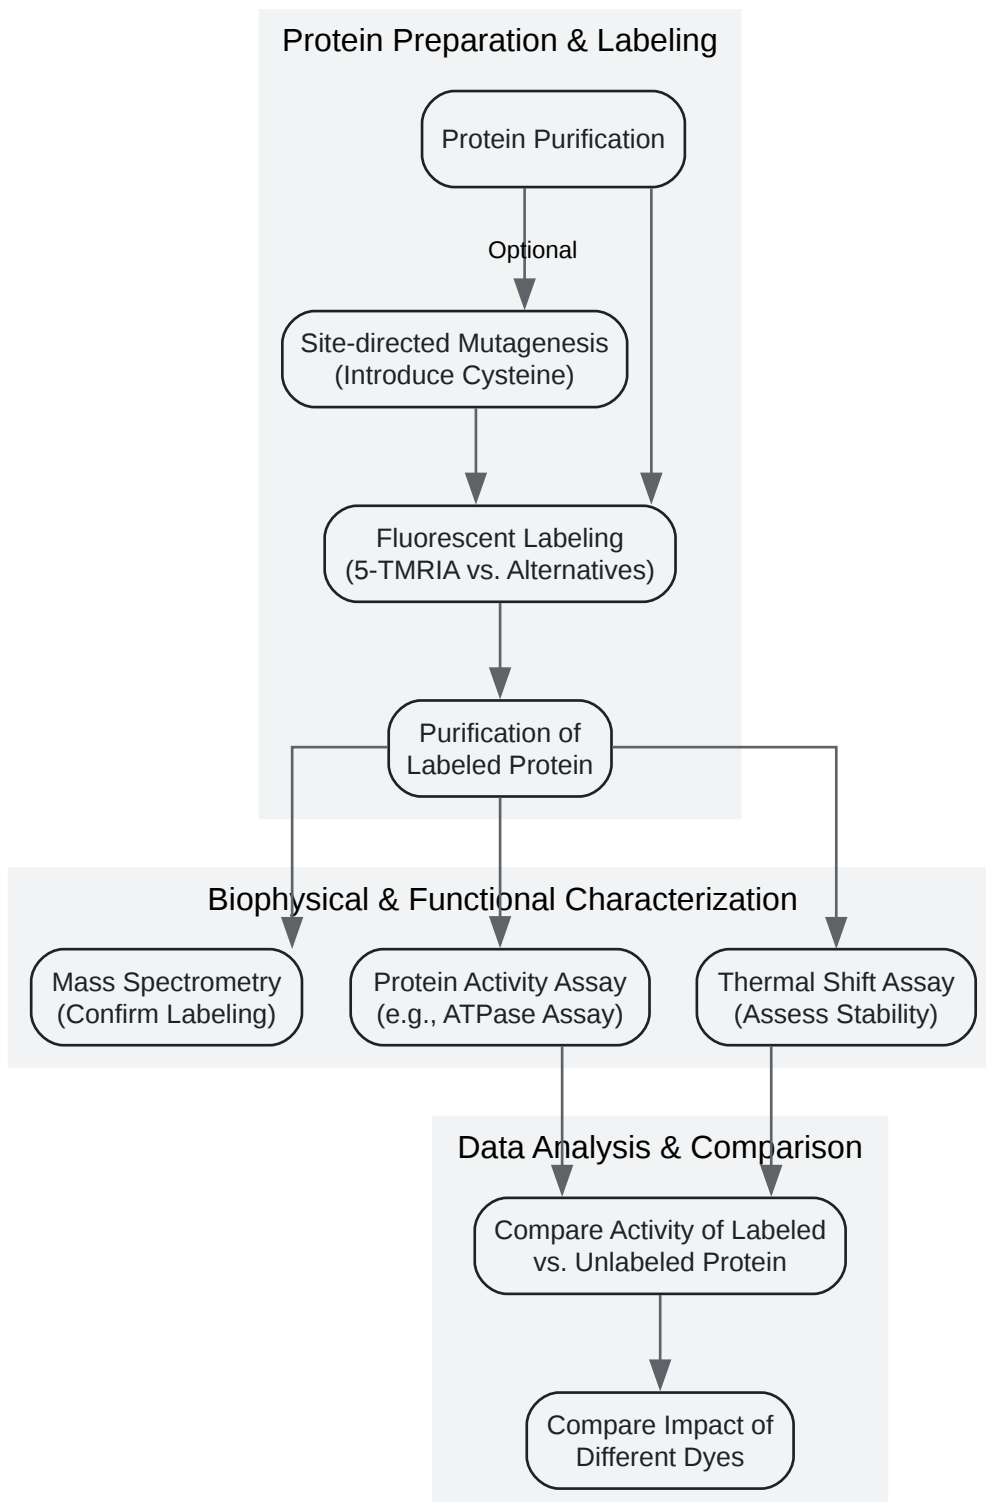 Protein Preparation & Labeling
Protein Purification
Optional
Site-directed Mutagenesis
(Introduce Cysteine)
Fluorescent Labeling
(5-TMRIA vs. Alternatives)
Purification of
Labeled Protein
Biophysical & Functional Characterization
Mass Spectrometry
(Confirm Labeling)
Protein Activity Assay
(e.g., ATPase Assay)
Thermal Shift Assay
(Assess Stability)
Data Analysis & Comparison
Compare Activity of Labeled
vs. Unlabeled Protein
Compare Impact of
Different Dyes